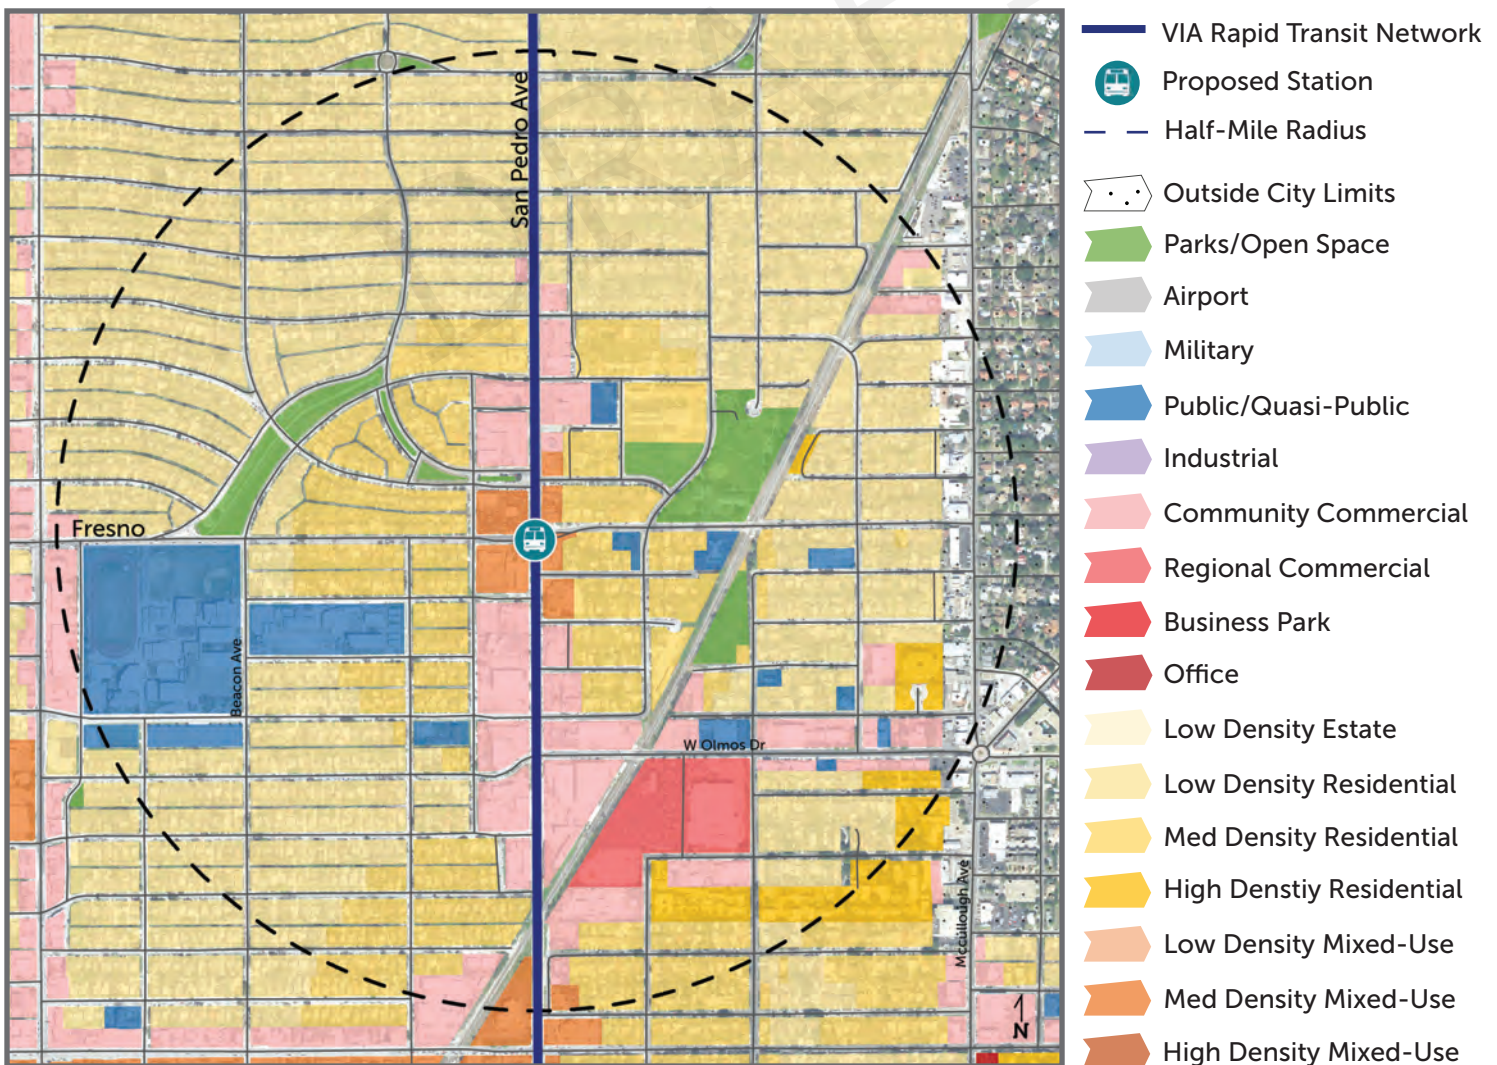 San Pedro Ave
Fresno
Beacon Ave
W Olmos Dr
Mccullough Ave
N
VIA Rapid Transit Network
Proposed Station
Half-Mile Radius
Outside City Limits
Parks/Open Space
Airport
Military
Public/Quasi-Public
Industrial
Community Commercial
Regional Commercial
Business Park
Office
Low Density Estate
Low Density Residential
Med Density Residential
High Denstiy Residential
Low Density Mixed-Use
Med Density Mixed-Use
High Density Mixed-Use